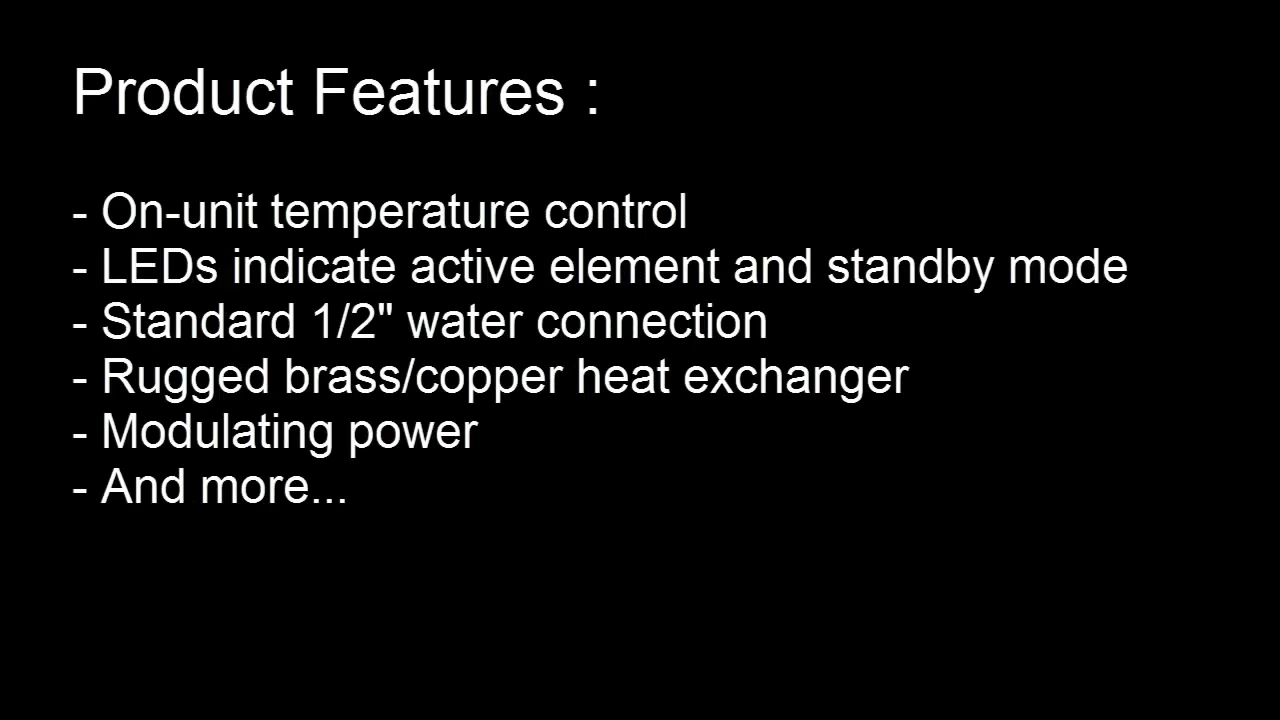 Product Features :
- On-unit temperature control
- LEDs indicate active element and standby mode
- Standard 1/2" water connection
- Rugged brass/copper heat exchanger
- Modulating power
- And more...